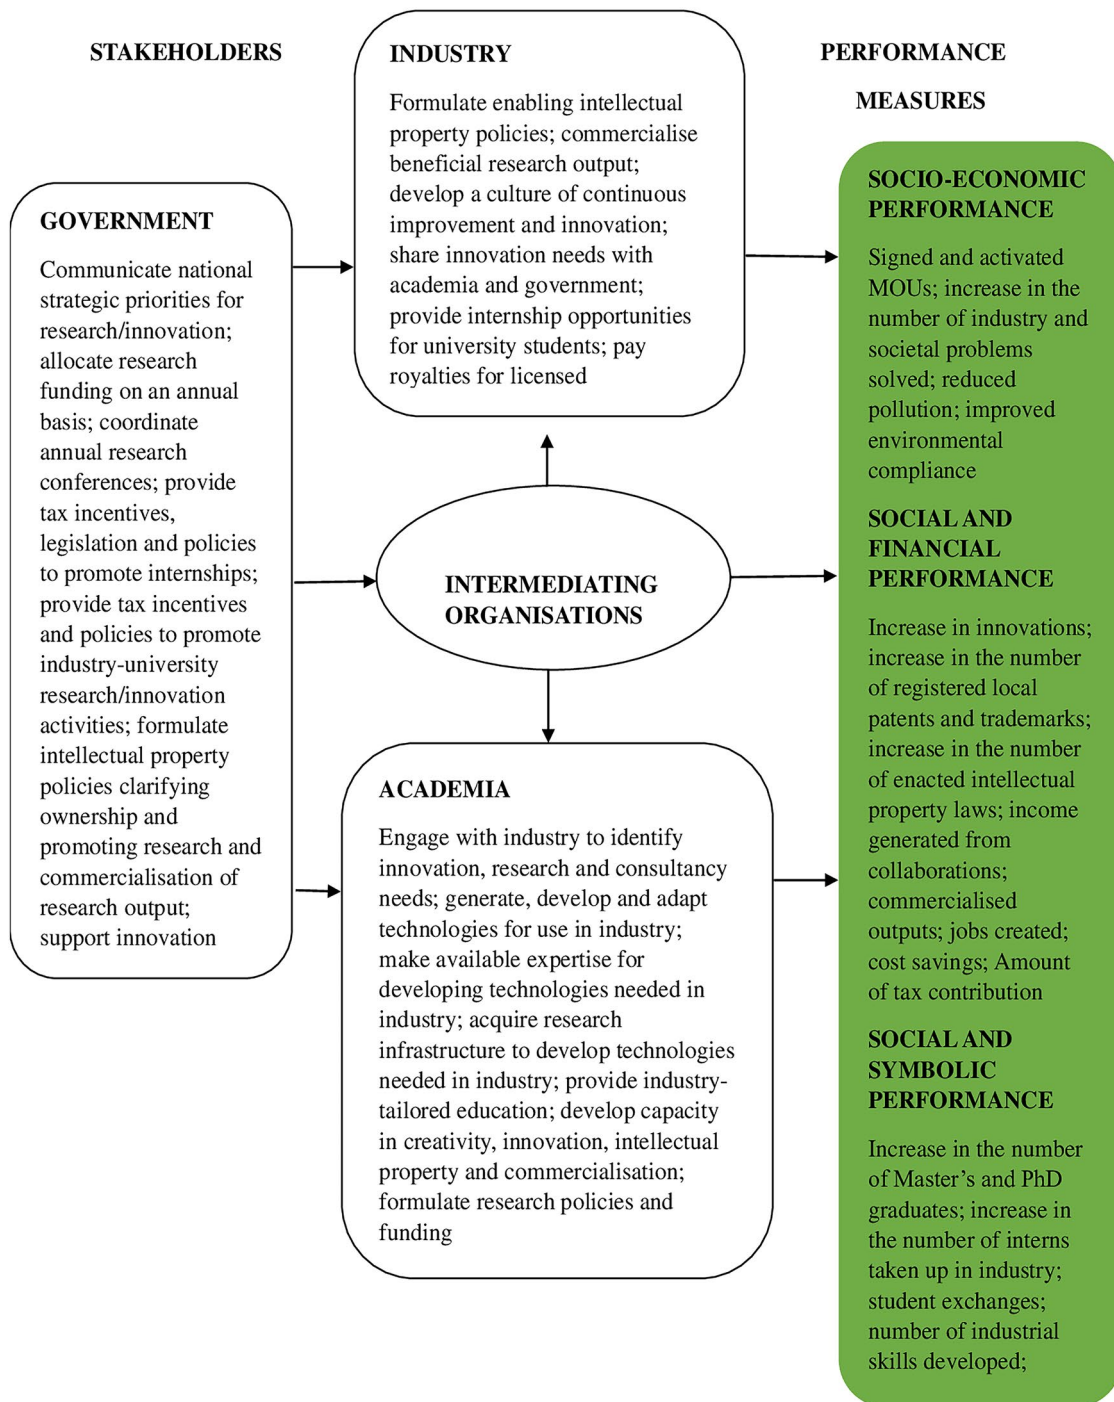 STAKEHOLDERS
INDUSTRY
Formulate enabling intellectual
property policies; commercialise
beneficial research output;
develop a culture of continuous
improvement and innovation;
share innovation needs with
academia and government;
provide internship opportunities
for university students; pay
royalties for licensed
PERFORMANCE
MEASURES
GOVERNMENT
Communicate national
strategic priorities for
research/innovation;
allocate research
funding on an annual
basis; coordinate
annual research
conferences; provide
tax incentives,
legislation and policies
to promote internships;
provide tax incentives
and policies to promote
industry-university
research/innovation
activities; formulate
intellectual property
policies clarifying
ownership and
promoting research and
commercialisation of
research output;
support innovation
INTERMEDIATING
ORGANISATIONS
ACADEMIA
Engage with industry to identify
innovation, research and consultancy
needs; generate, develop and adapt
technologies for use in industry;
make available expertise for
developing technologies needed in
industry; acquire research
infrastructure to develop technologies
needed in industry; provide industry-
tailored education; develop capacity
in creativity, innovation, intellectual
property and commercialisation;
formulate research policies and
funding
SOCIO-ECONOMIC
PERFORMANCE
Signed and activated
MOUs; increase in the
number of industry and
societal problems
solved; reduced
pollution; improved
environmental
compliance
SOCIAL AND
FINANCIAL
PERFORMANCE
Increase in innovations;
increase in the number
of registered local
patents and trademarks;
increase in the number
of enacted intellectual
property laws; income
generated from
collaborations;
commercialised
outputs; jobs created;
cost savings; Amount
of tax contribution
SOCIAL AND
SYMBOLIC
PERFORMANCE
Increase in the number
of Master’s and PhD
graduates; increase in
the number of interns
taken up in industry;
student exchanges;
number of industrial
skills developed;